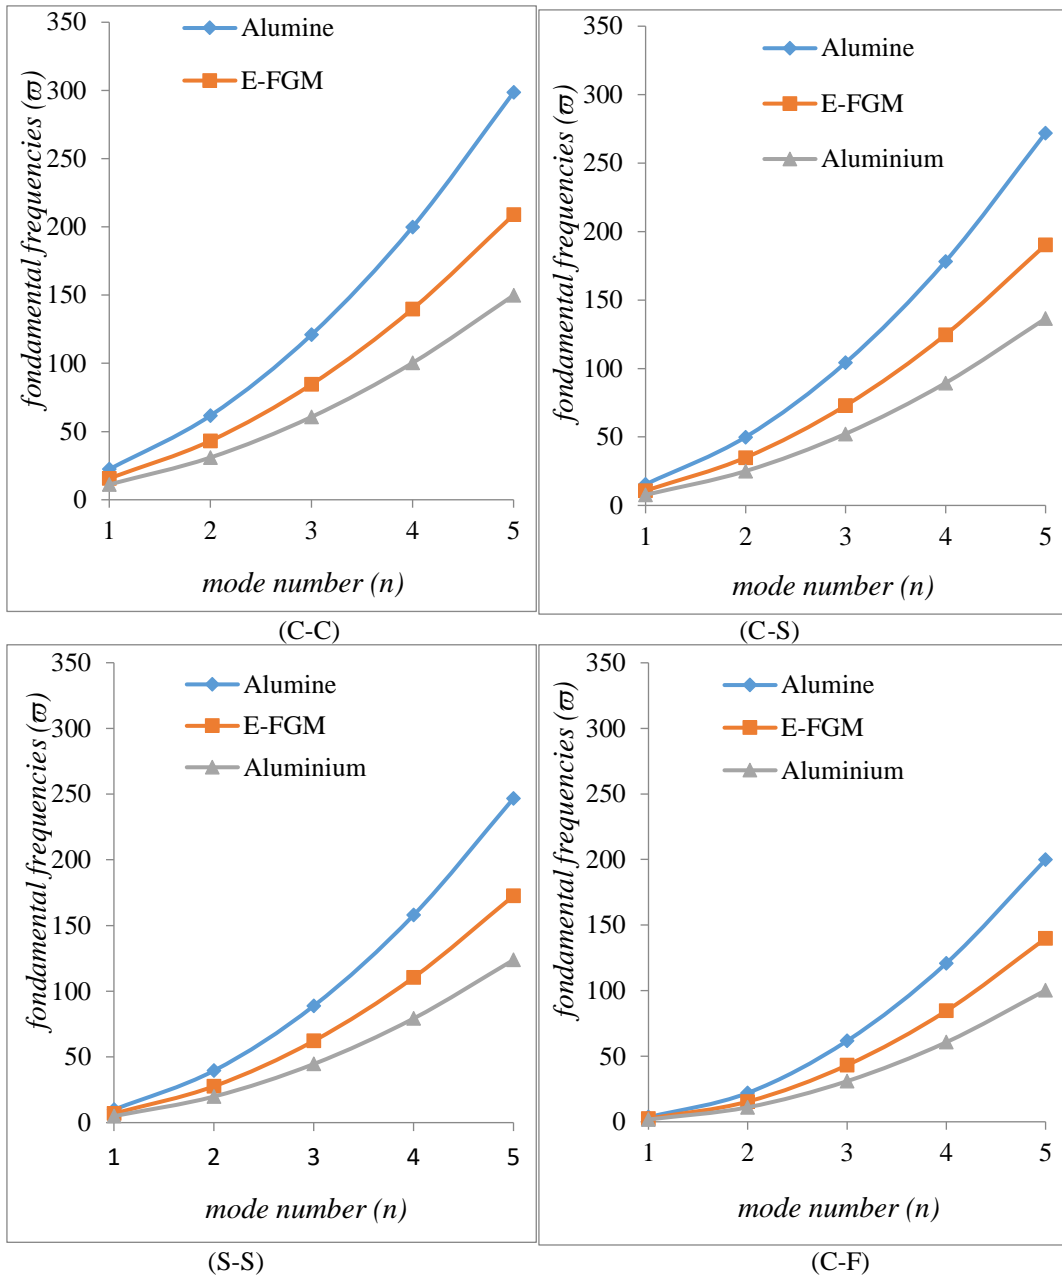 350
300
250
200
150
100
50
0
1 2 3 4 5
fondamental frequencies (ϖ)
mode number (n)
Alumine
E-FGM
(C-C)
350
300
250
200
150
100
50
0
1 2 3 4 5
fondamental frequencies (ϖ)
mode number (n)
Alumine
E-FGM
Aluminium
(C-S)
350
300
250
200
150
100
50
0
1 2 3 4 5
fondamental frequencies (ϖ)
mode number (n)
Alumine
E-FGM
Aluminium
(S-S)
350
300
250
200
150
100
50
0
1 2 3 4 5
fondamental frequencies (ϖ)
mode number (n)
Alumine
E-FGM
Aluminium
(C-F)